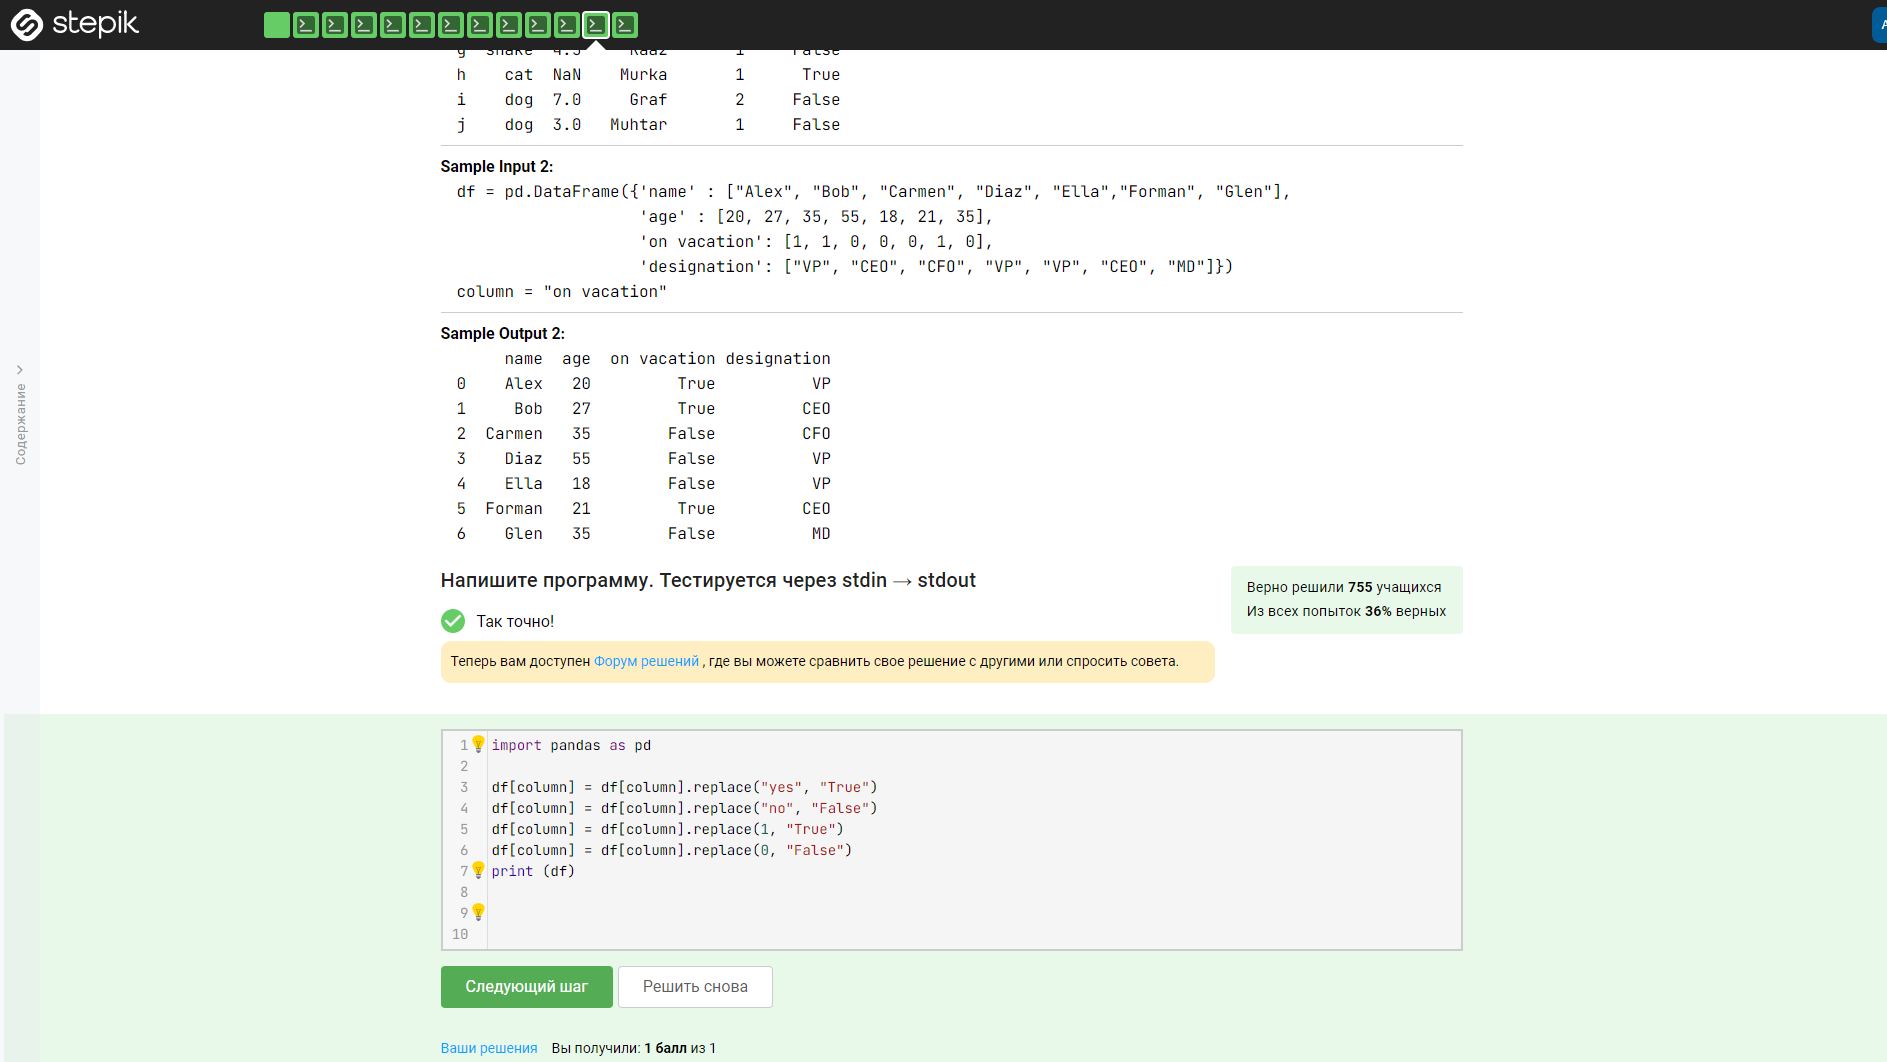 stepik
g snake 4.5 Kaaz 1 False
h cat NaN Murka 1 True
i dog 7.0 Graf 2 False
j dog 3.0 Muhtar 1 False
Sample Input 2:
df = pd.DataFrame({'name' : ["Alex", "Bob", "Carmen", "Diaz", "Ella","Forman", "Glen"],
'age' : [20, 27, 35, 55, 18, 21, 35],
'on vacation': [1, 1, 0, 0, 0, 1, 0],
'designation': ["VP", "CEO", "CFO", "VP", "VP", "CEO", "MD"]})
column = "on vacation"
Sample Output 2:
name age on vacation designation
0 Alex 20 True VP
1 Bob 27 True CEO
2 Carmen 35 False CFO
3 Diaz 55 False VP
4 Ella 18 False VP
5 Forman 21 True CEO
6 Glen 35 False MD
Содержание
Напишите программу. Тестируется через stdin → stdout
Верно решили 755 учащихся
Из всех попыток 36% верных
Так точно!
Теперь вам доступен Форум решений , где вы можете сравнить свое решение с другими или спросить совета.
1 import pandas as pd
2
3 df[column] = df[column].replace("yes", "True")
4 df[column] = df[column].replace("no", "False")
5 df[column] = df[column].replace(1, "True")
6 df[column] = df[column].replace(0, "False")
7 print (df)
8
9
10
Следующий шаг
Решить снова
Ваши решения Вы получили: 1 балл из 1